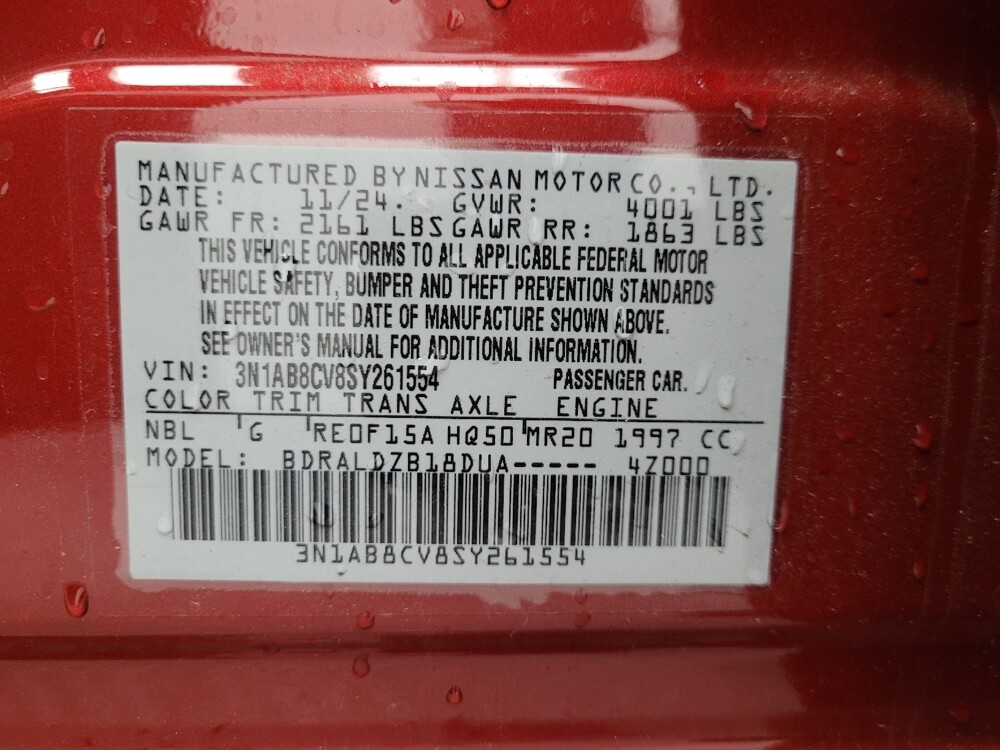 MANUFACTURED BY NISSAN MOTOR CO., LTD.
DATE: 11/24. GVWR: 4001 LBS
GAWR FR: 2161 LBS GAWR RR: 1863 LBS
THIS VEHICLE CONFORMS TO ALL APPLICABLE FEDERAL MOTOR
VEHICLE SAFETY, BUMPER AND THEFT PREVENTION STANDARDS
IN EFFECT ON THE DATE OF MANUFACTURE SHOWN ABOVE.
SEE OWNER'S MANUAL FOR ADDITIONAL INFORMATION.
VIN: 3N1AB8CV8SY261554 PASSENGER CAR.
COLOR TRIM TRANS AXLE ENGINE
NBL G RE0F15A HQ50 MR20 1997 CC
MODEL: BDRALDZB18DUA----- 4Z000
3N1AB8CV8SY261554